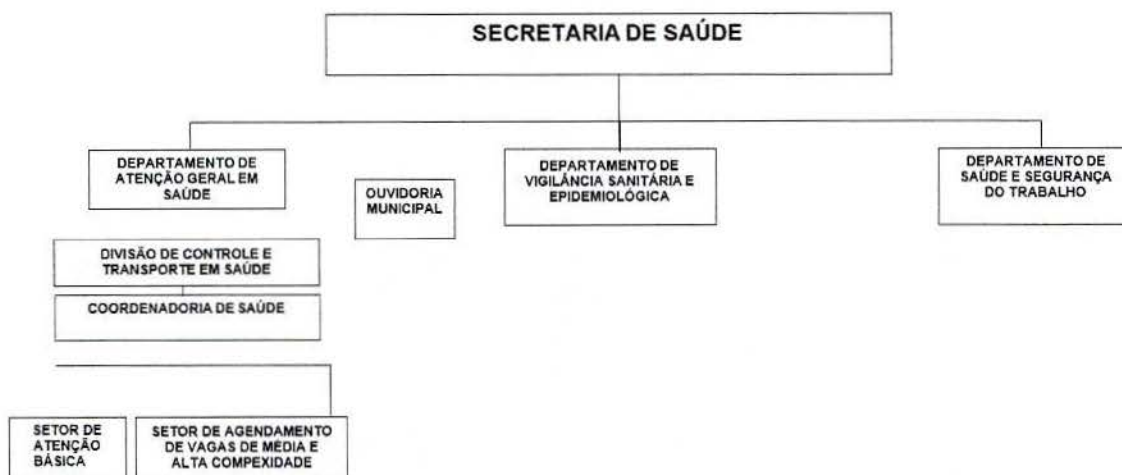 SECRETARIA DE SAÚDE
DEPARTAMENTO DE
ATENÇÃO GERAL EM
SAÚDE
OUVIDORIA
MUNICIPAL
DEPARTAMENTO DE
VIGILÂNCIA SANITÁRIA E
EPIDEMIOLÓGICA
DEPARTAMENTO DE
SAÚDE E SEGURANÇA
DO TRABALHO
DIVISÃO DE CONTROLE E
TRANSPORTE EM SAÚDE
COORDENADORIA DE SAÚDE
SETOR DE
ATENÇÃO
BÁSICA
SETOR DE AGENDAMENTO
DE VAGAS DE MÉDIA E
ALTA COMPEXIDADE